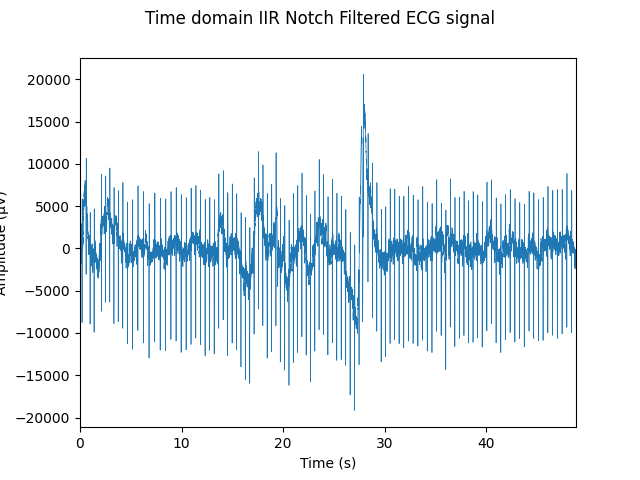 Time domain IIR Notch Filtered ECG signal
20000
15000
10000
5000
0
−5000
−10000
−15000
−20000
Amplitude (μV)
0 10 20 30 40
Time (s)